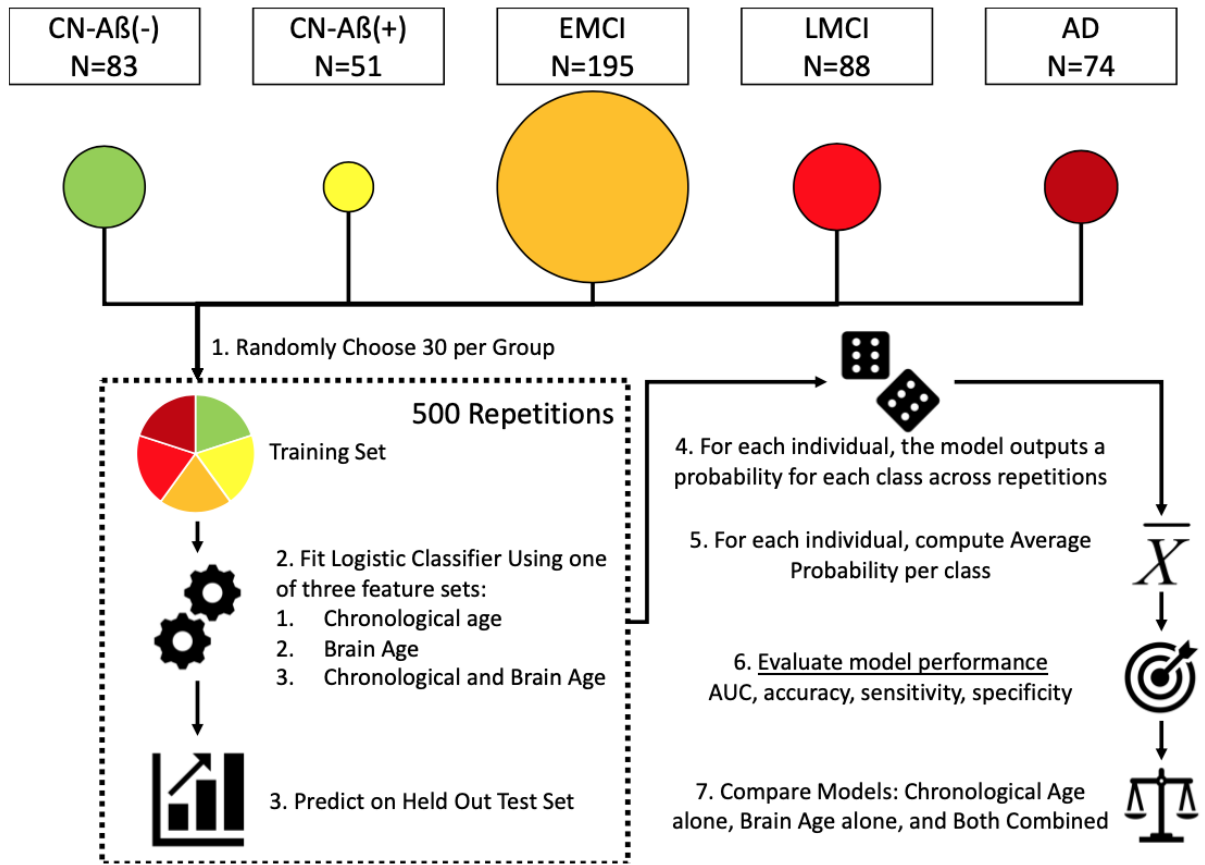 CN-Aß(-)
N=83
CN-Aß(+)
N=51
EMCI
N=195
LMCI
N=88
AD
N=74
1. Randomly Choose 30 per Group
500 Repetitions
Training Set
2. Fit Logistic Classifier Using one
of three feature sets:
1. Chronological age
2. Brain Age
3. Chronological and Brain Age
3. Predict on Held Out Test Set
4. For each individual, the model outputs a
probability for each class across repetitions
5. For each individual, compute Average
Probability per class
X̅
6. Evaluate model performance
AUC, accuracy, sensitivity, specificity
7. Compare Models: Chronological Age
alone, Brain Age alone, and Both Combined